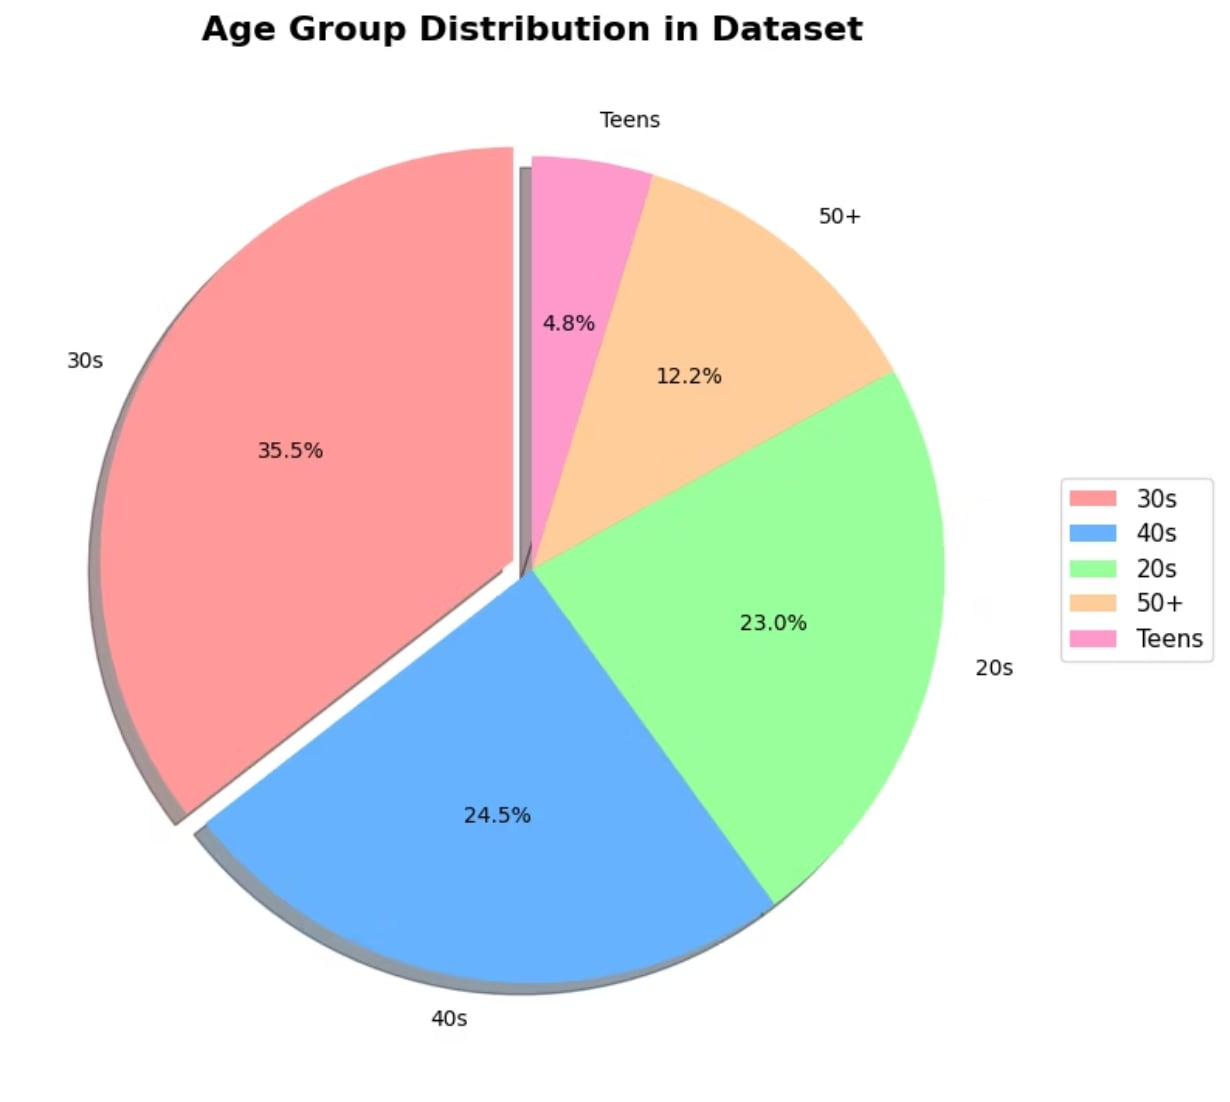 Age Group Distribution in Dataset
Teens
50+
30s
4.8%
12.2%
35.5%
23.0%
20s
24.5%
40s
30s
40s
20s
50+
Teens